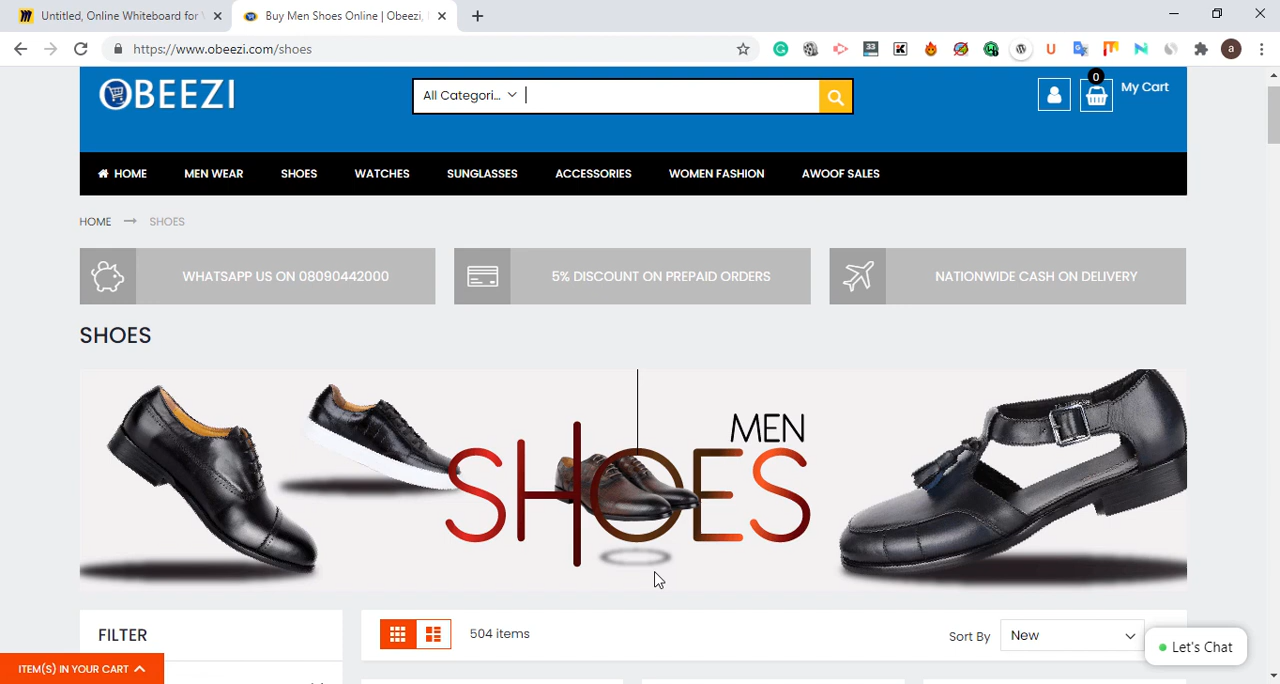 Untitled, Online Whiteboard for
Buy Men Shoes Online | Obeezi,
https://www.obeezi.com/shoes
33
a
OBEEZI
All Categori...
0
My Cart
HOME
MEN WEAR
SHOES
WATCHES
SUNGLASSES
ACCESSORIES
WOMEN FASHION
AWOOF SALES
HOME
SHOES
WHATSAPP US ON 08090442000
5% DISCOUNT ON PREPAID ORDERS
NATIONWIDE CASH ON DELIVERY
SHOES
MEN
SHOES
FILTER
504 items
Sort By
New
Let's Chat
ITEM(S) IN YOUR CART